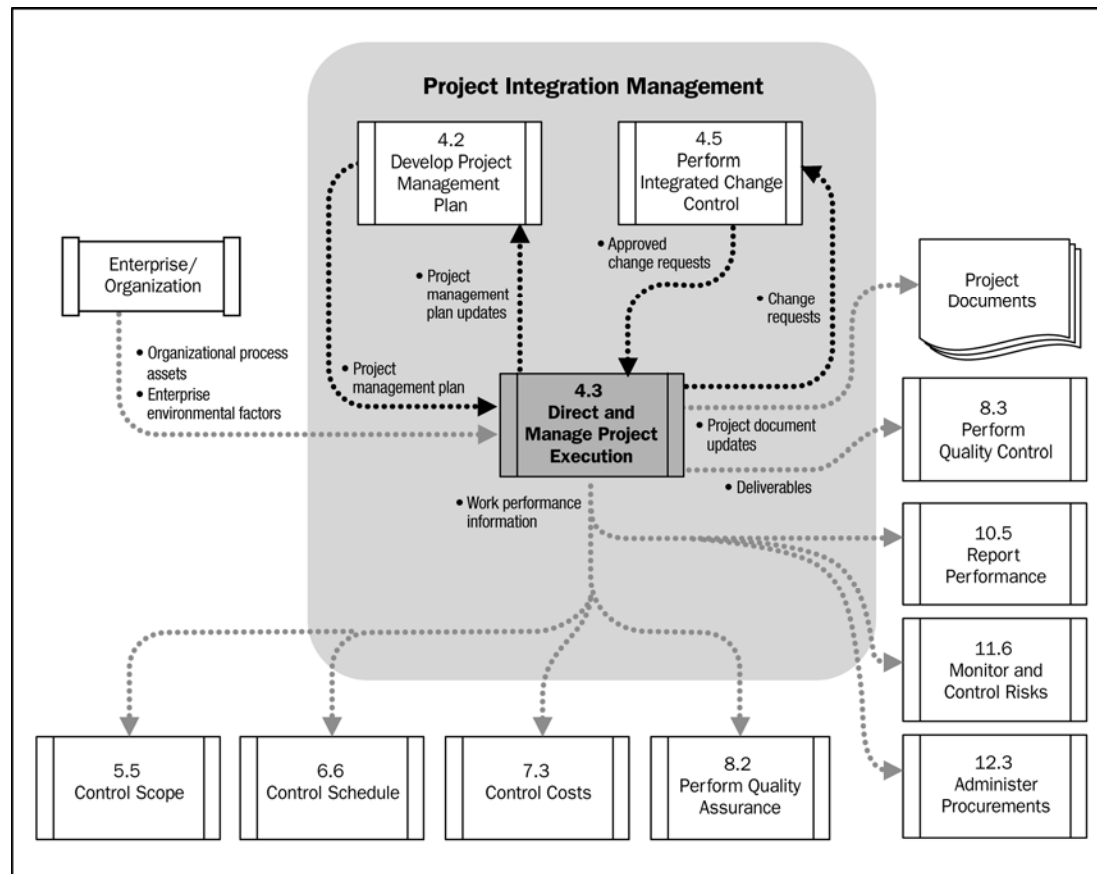 Project Integration Management
4.2
Develop Project
Management
Plan
4.5
Perform
Integrated Change
Control
Enterprise/
Organization
• Approved
change requests
• Project
management
plan updates
• Change
requests
Project
Documents
• Organizational process
assets
• Enterprise
environmental factors
• Project
management plan
4.3
Direct and
Manage Project
Execution
• Project document
updates
8.3
Perform
Quality Control
• Deliverables
• Work performance
information
10.5
Report
Performance
11.6
Monitor and
Control Risks
5.5
Control Scope
6.6
Control Schedule
7.3
Control Costs
8.2
Perform Quality
Assurance
12.3
Administer
Procurements